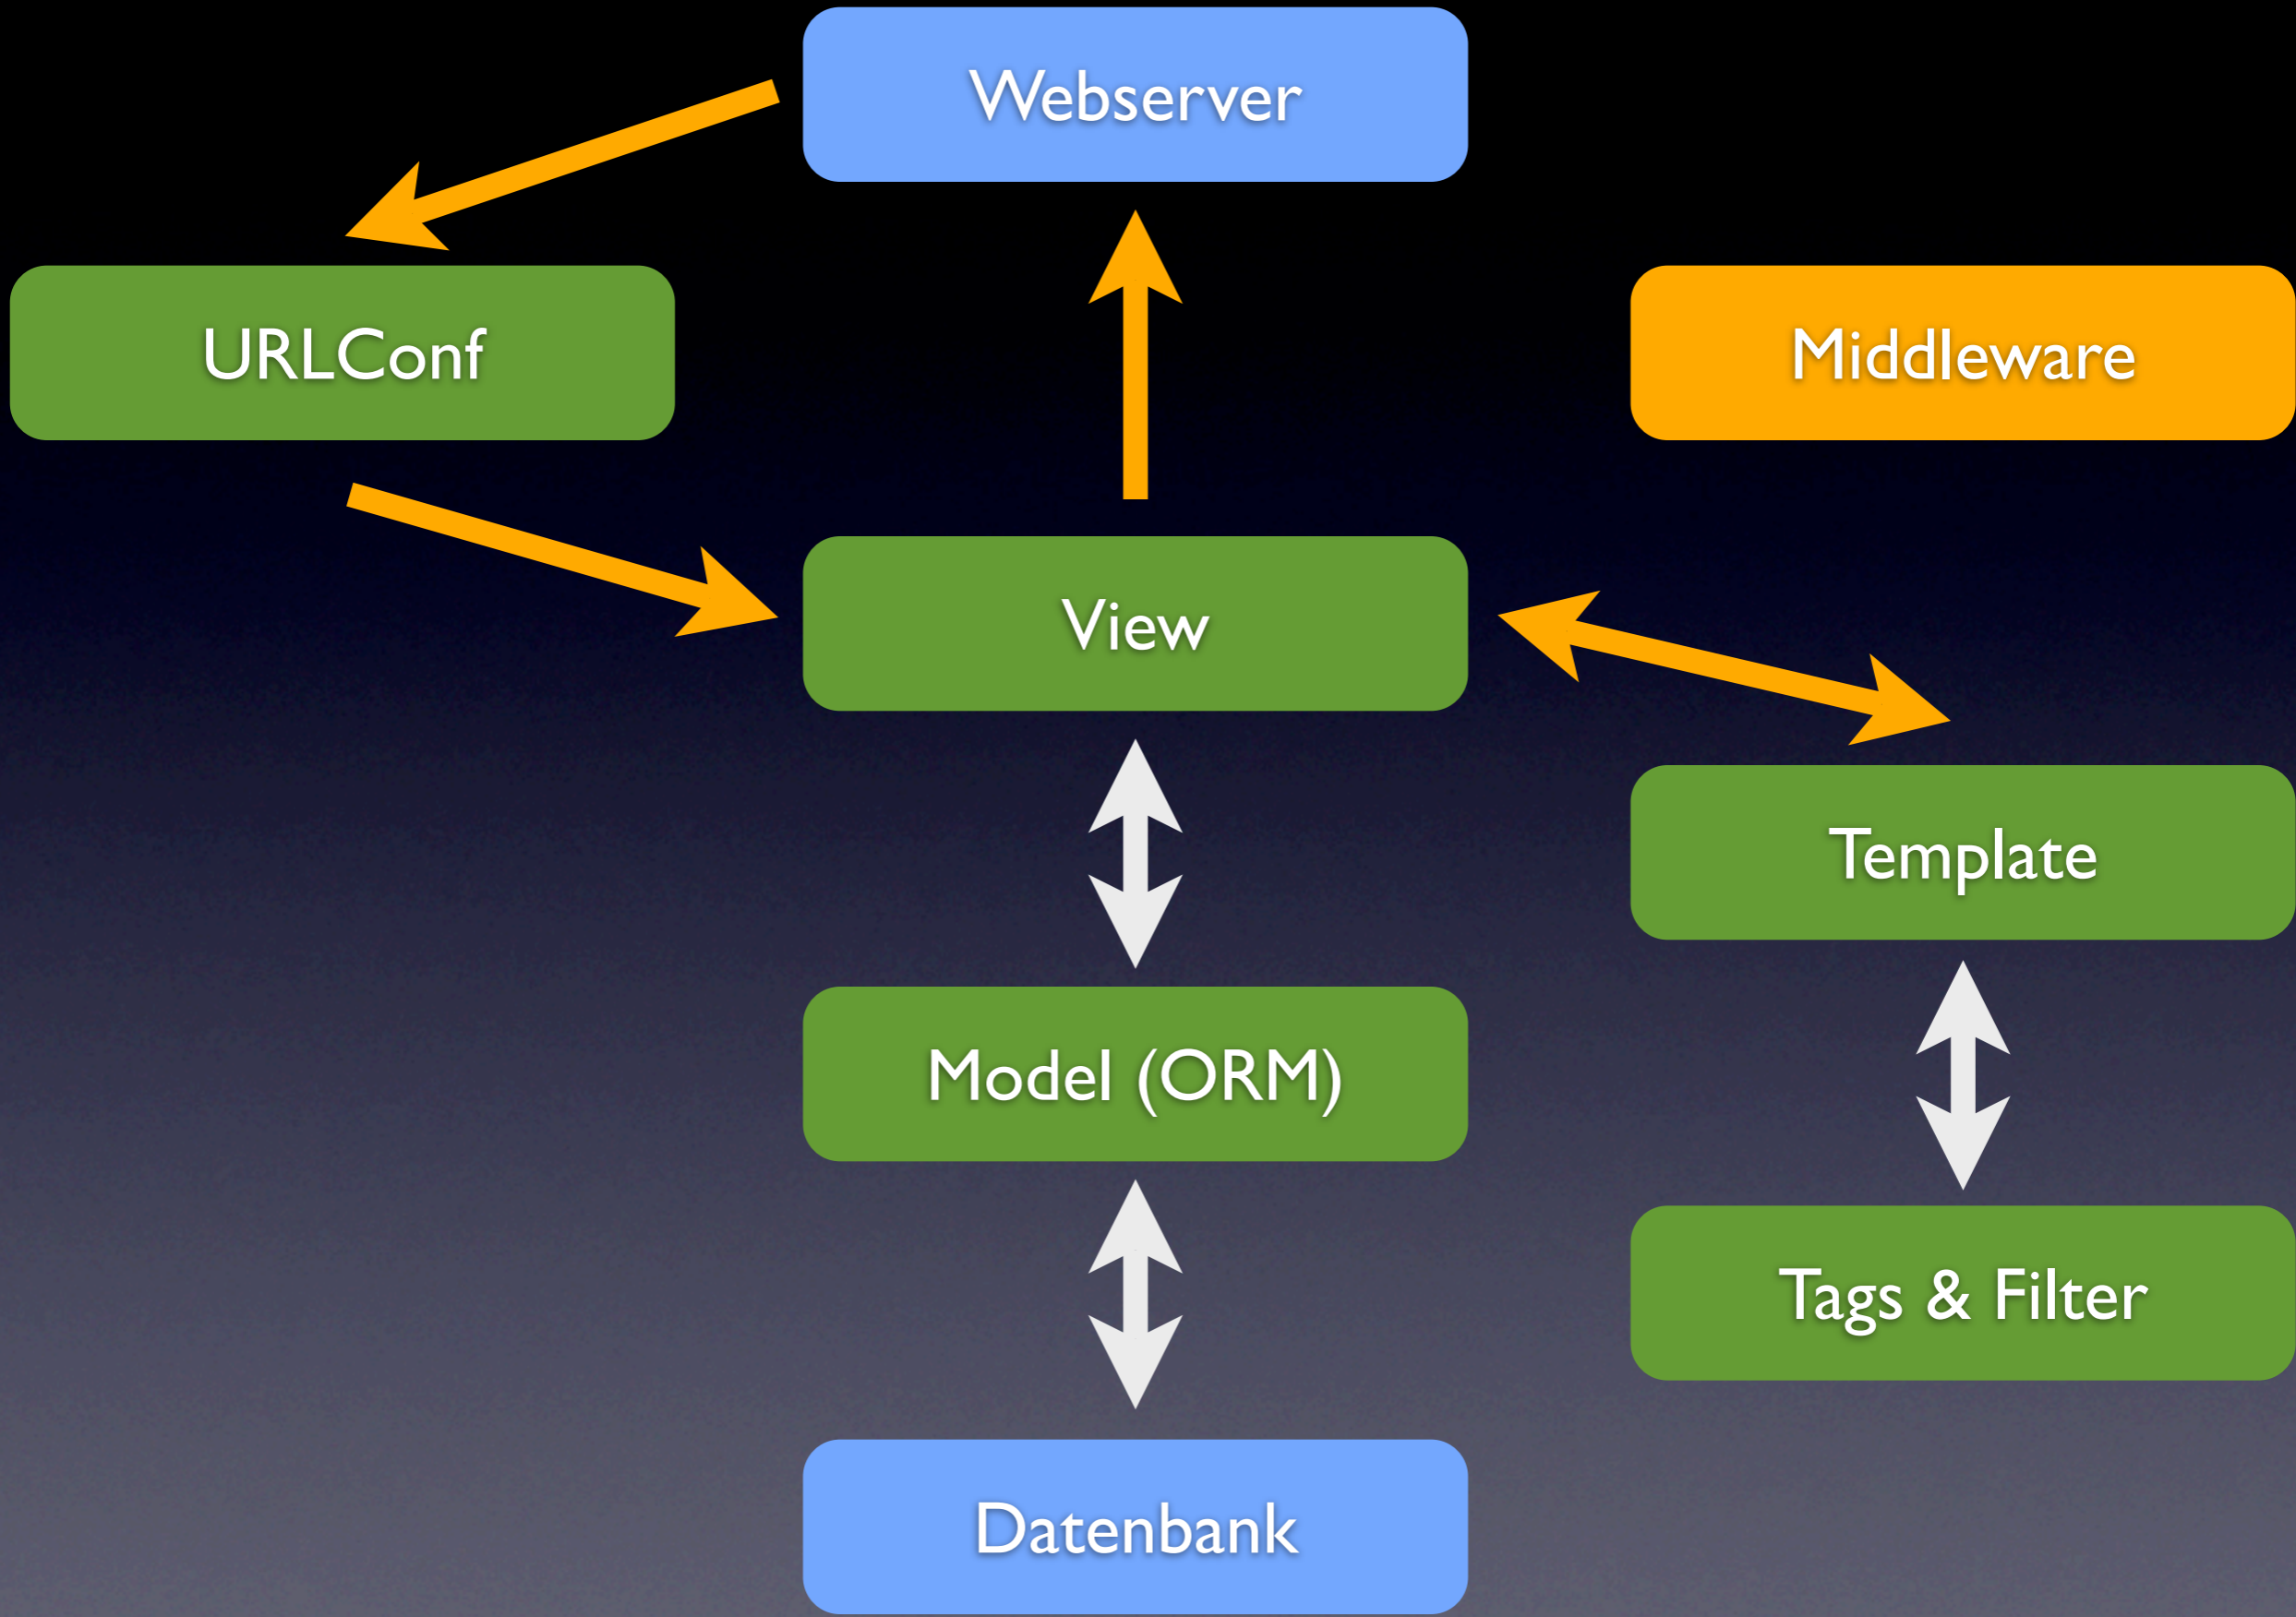 Webserver
URLConf
Middleware
View
Template
Model (ORM)
Tags & Filter
Datenbank